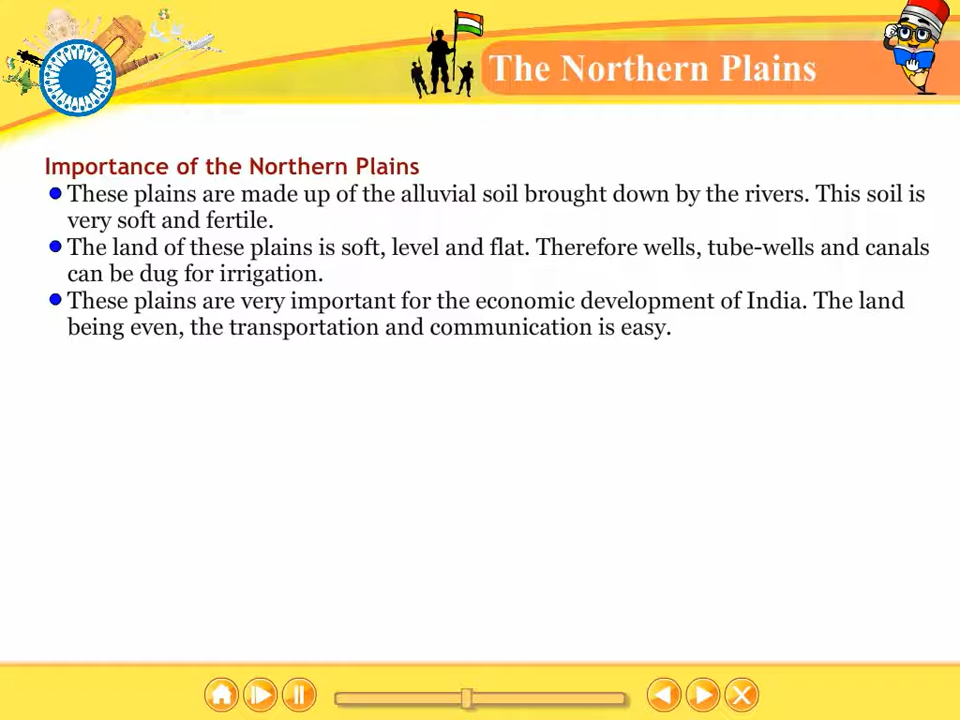 The Northern Plains
Importance of the Northern Plains
These plains are made up of the alluvial soil brought down by the rivers. This soil is
very soft and fertile.
The land of these plains is soft, level and flat. Therefore wells, tube-wells and canals
can be dug for irrigation.
These plains are very important for the economic development of India. The land
being even, the transportation and communication is easy.